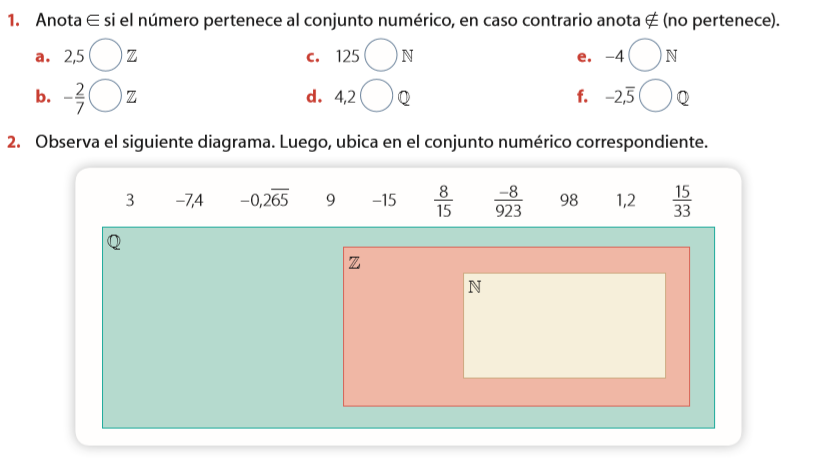 1. Anota ∈ si el número pertenece al conjunto numérico, en caso contrario anota ∉ (no pertenece).
a. 2,5 ◯ ℤ c. 125 ◯ ℕ e. –4 ◯ ℕ
b. –2/7 ◯ ℤ d. 4,2 ◯ ℚ f. –2,5̅ ◯ ℚ
2. Observa el siguiente diagrama. Luego, ubica en el conjunto numérico correspondiente.
3 –7,4 –0,26̅5̅ 9 –15 8/15 –8/923 98 1,2 15/33
ℚ
ℤ
ℕ